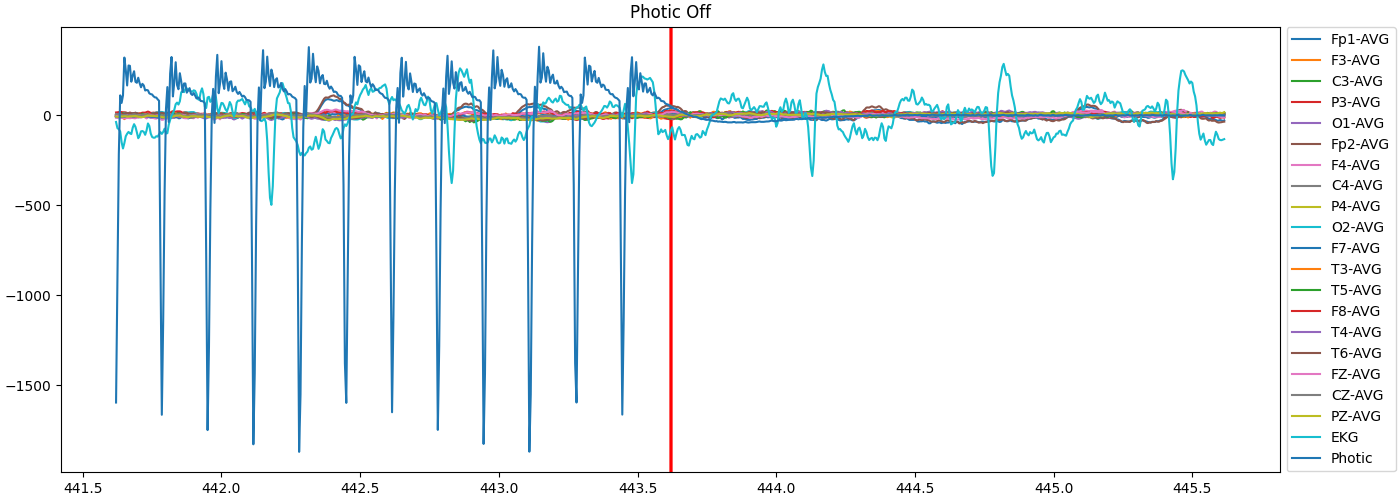 Photic Off
0
−500
−1000
−1500
441.5 442.0 442.5 443.0 443.5 444.0 444.5 445.0 445.5
Fp1-AVG
F3-AVG
C3-AVG
P3-AVG
O1-AVG
Fp2-AVG
F4-AVG
C4-AVG
P4-AVG
O2-AVG
F7-AVG
T3-AVG
T5-AVG
F8-AVG
T4-AVG
T6-AVG
FZ-AVG
CZ-AVG
PZ-AVG
EKG
Photic